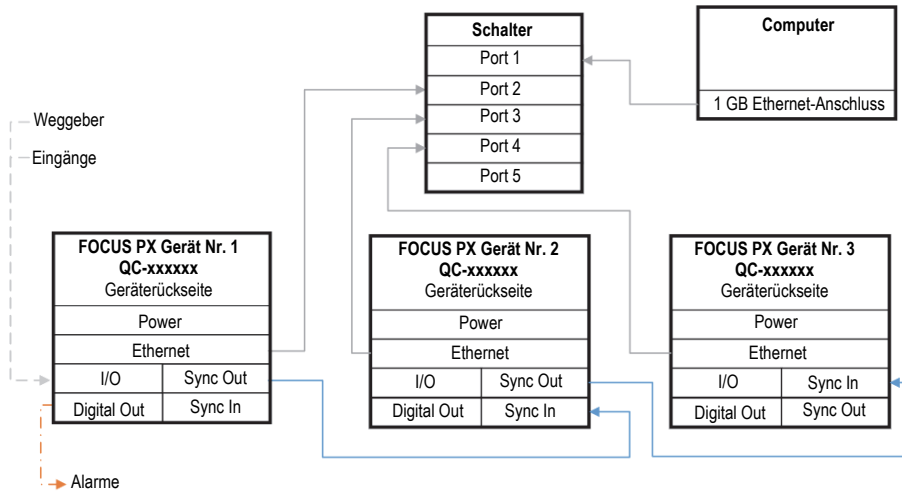 Schalter
Port 1
Port 2
Port 3
Port 4
Port 5
Computer
1 GB Ethernet-Anschluss
Weggeber
Eingänge
FOCUS PX Gerät Nr. 1
QC-xxxxxx
Geräterückseite
Power
Ethernet
I/O Sync Out
Digital Out Sync In
FOCUS PX Gerät Nr. 2
QC-xxxxxx
Geräterückseite
Power
Ethernet
I/O Sync Out
Digital Out Sync In
FOCUS PX Gerät Nr. 3
QC-xxxxxx
Geräterückseite
Power
Ethernet
I/O Sync In
Digital Out Sync Out
Alarme